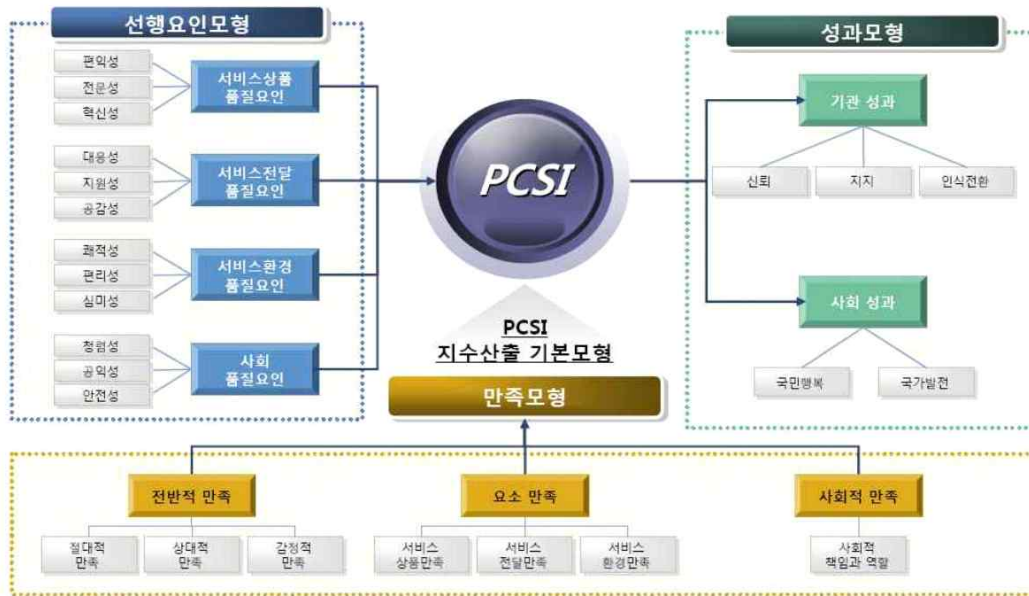 선행요인모형
편익성
전문성
혁신성
서비스상품
품질요인
대응성
지원성
공감성
서비스전달
품질요인
쾌적성
편리성
심미성
서비스환경
품질요인
청렴성
공익성
안전성
사회
품질요인
PCSI
PCSI
지수산출 기본모형
만족모형
성과모형
기관 성과
신뢰
지지
인식전환
사회 성과
국민행복
국가발전
전반적 만족
절대적
만족
상대적
만족
감정적
만족
요소 만족
서비스
상품만족
서비스
전달만족
서비스
환경만족
사회적 만족
사회적
책임과 역할